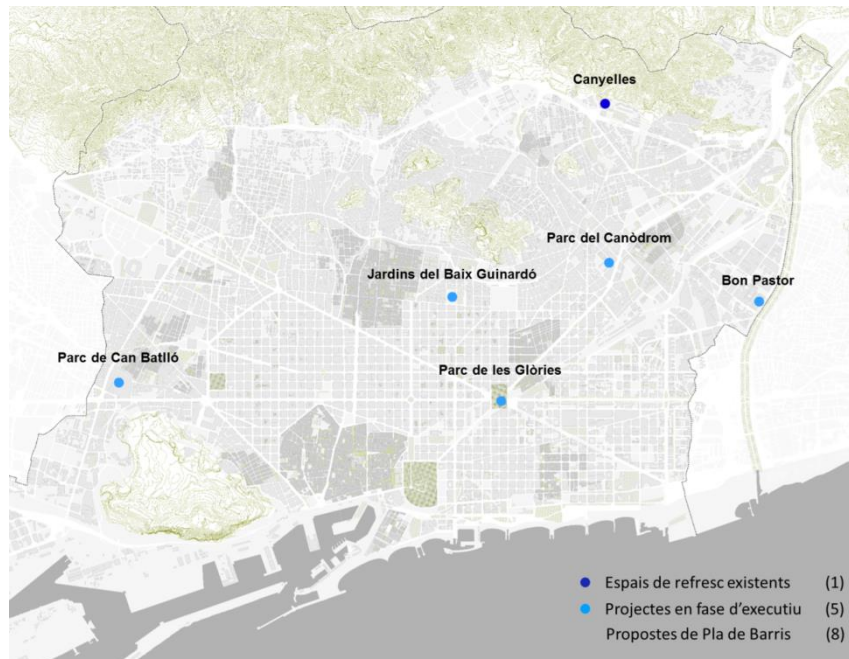 Canyelles
Parc del Canòdrom
Jardins del Baix Guinardó
Bon Pastor
Parc de Can Batlló
Parc de les Glòries
Espais de refresc existents (1)
Projectes en fase d'executiu (5)
Propostes de Pla de Barris (8)